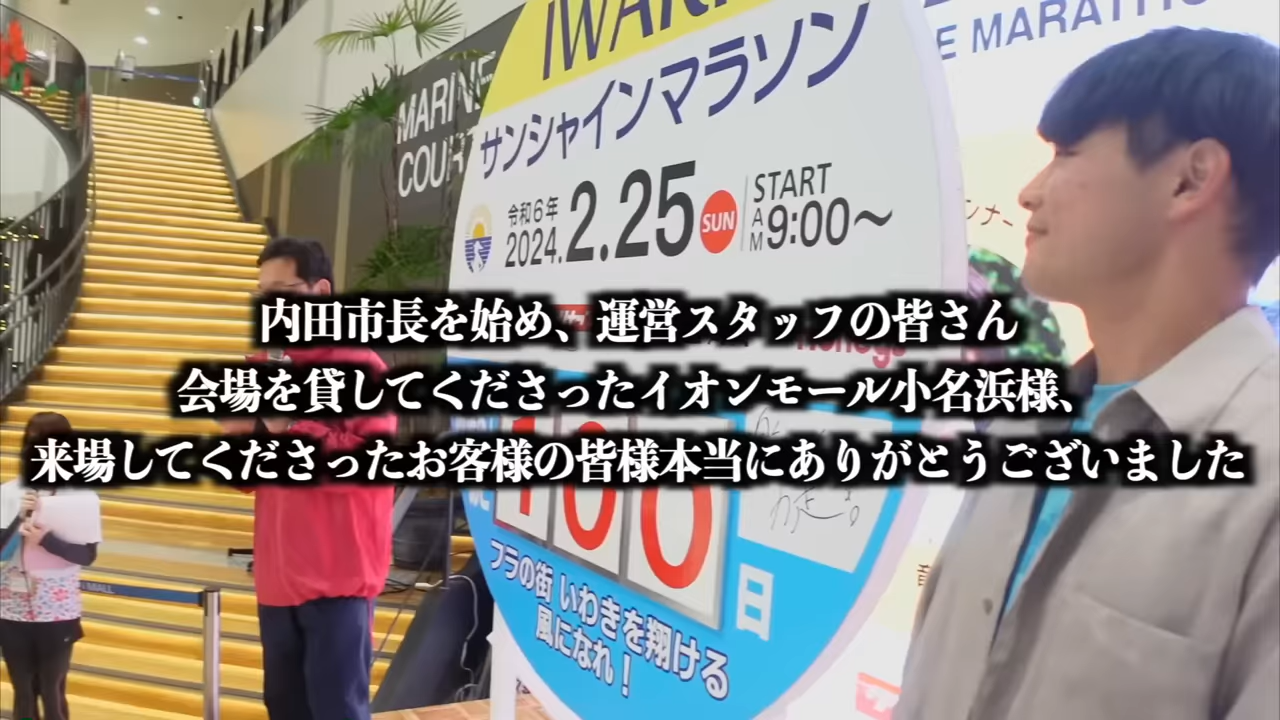 IWAKI
サンシャインマラソン
MARINE
COURT
E MARATHO
令和6年
2024.2.25 SUN
START
AM 9:00～
ンナー
内田市長を始め、運営スタッフの皆さん
会場を貸してくださったイオンモール小名浜様、
来場してくださったお客様の皆様本当にありがとうございました
100
日
フラの街 いわきを翔ける
風になれ！
MALL